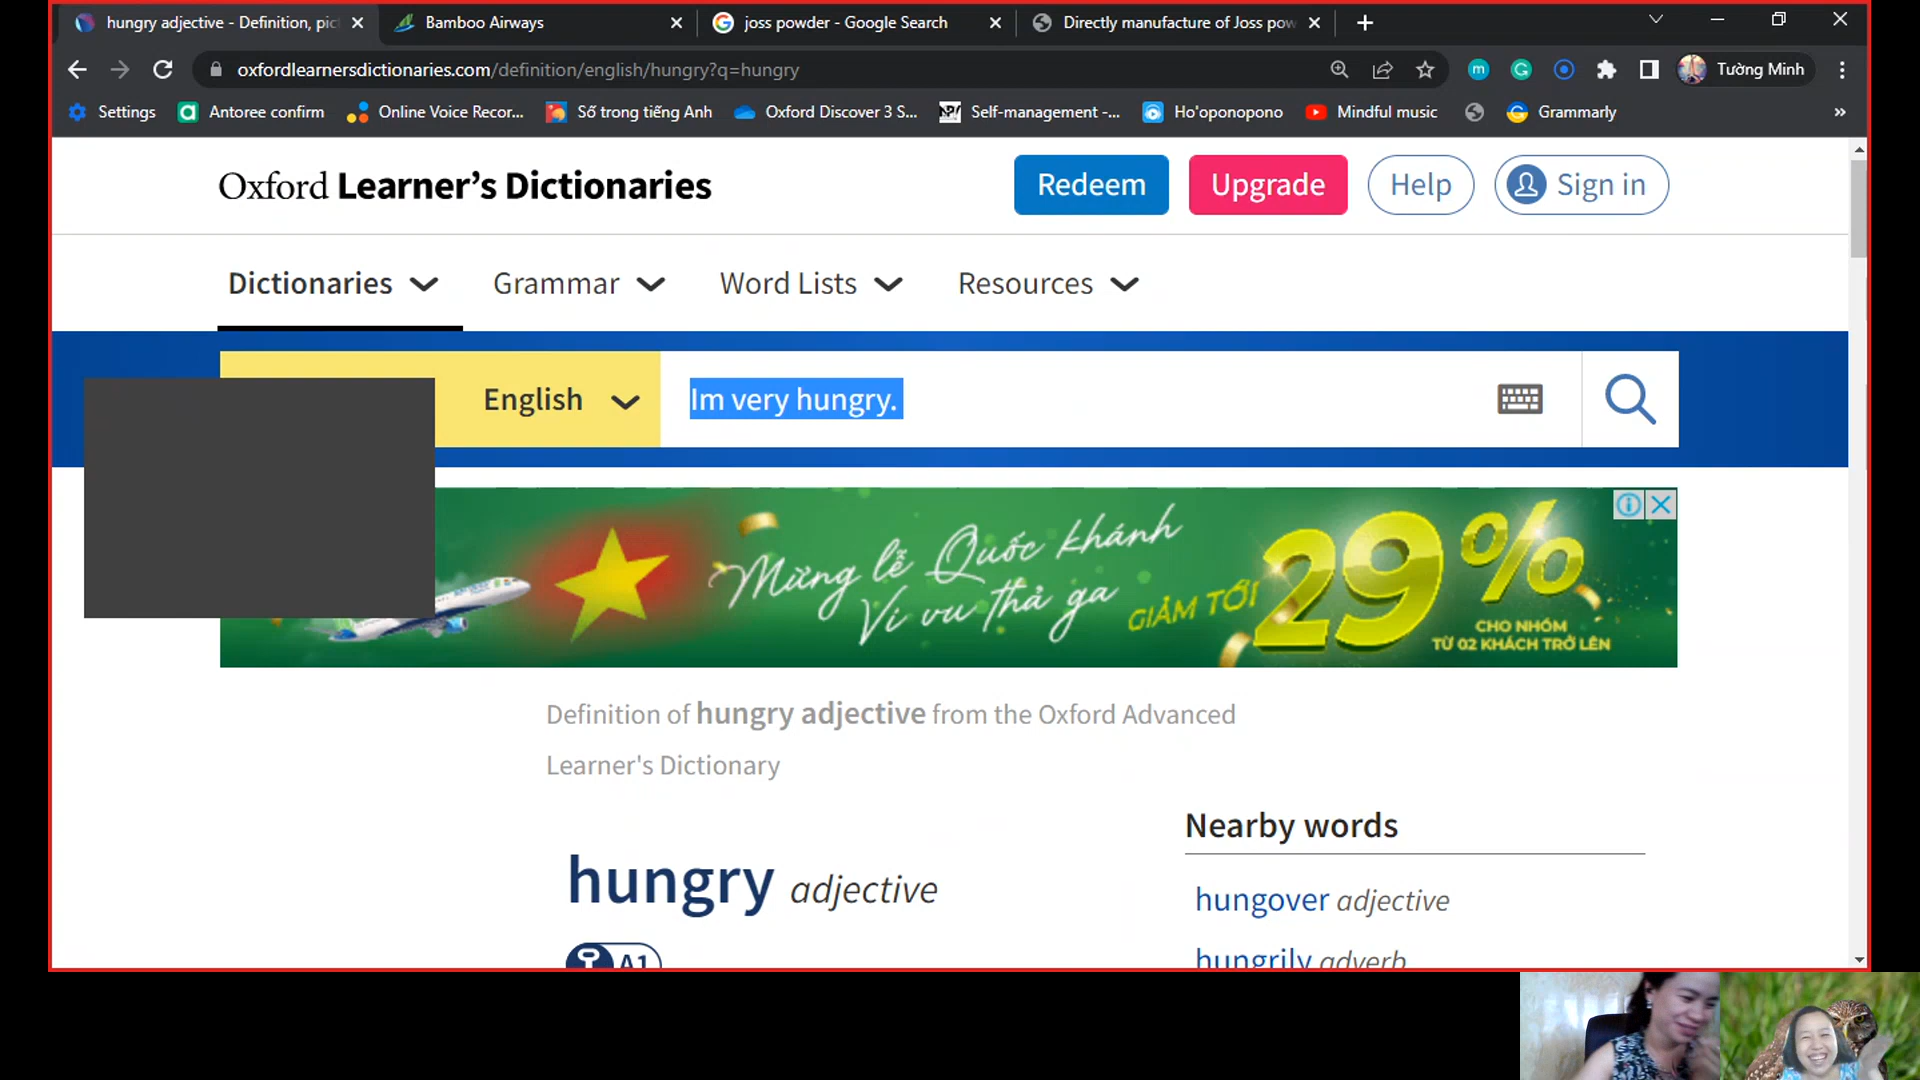 hungry adjective - Definition, pic
Bamboo Airways
joss powder - Google Search
Directly manufacture of Joss pow
oxfordlearnersdictionaries.com/definition/english/hungry?q=hungry
Tường Minh
Settings
Antoree confirm
Online Voice Recor...
Số trong tiếng Anh
Oxford Discover 3 S...
Self-management -...
Ho'oponopono
Mindful music
Grammarly
»
Oxford Learner's Dictionaries
Redeem
Upgrade
Help
Sign in
Dictionaries
Grammar
Word Lists
Resources
English
Im very hungry.
Mừng lễ Quốc khánh
Vi vu thả ga
GIẢM TỚI
29%
CHO NHÓM
TỪ 02 KHÁCH TRỞ LÊN
Definition of hungry adjective from the Oxford Advanced
Learner's Dictionary
Nearby words
hungry adjective
hungover adjective
A1
hungrily adverb